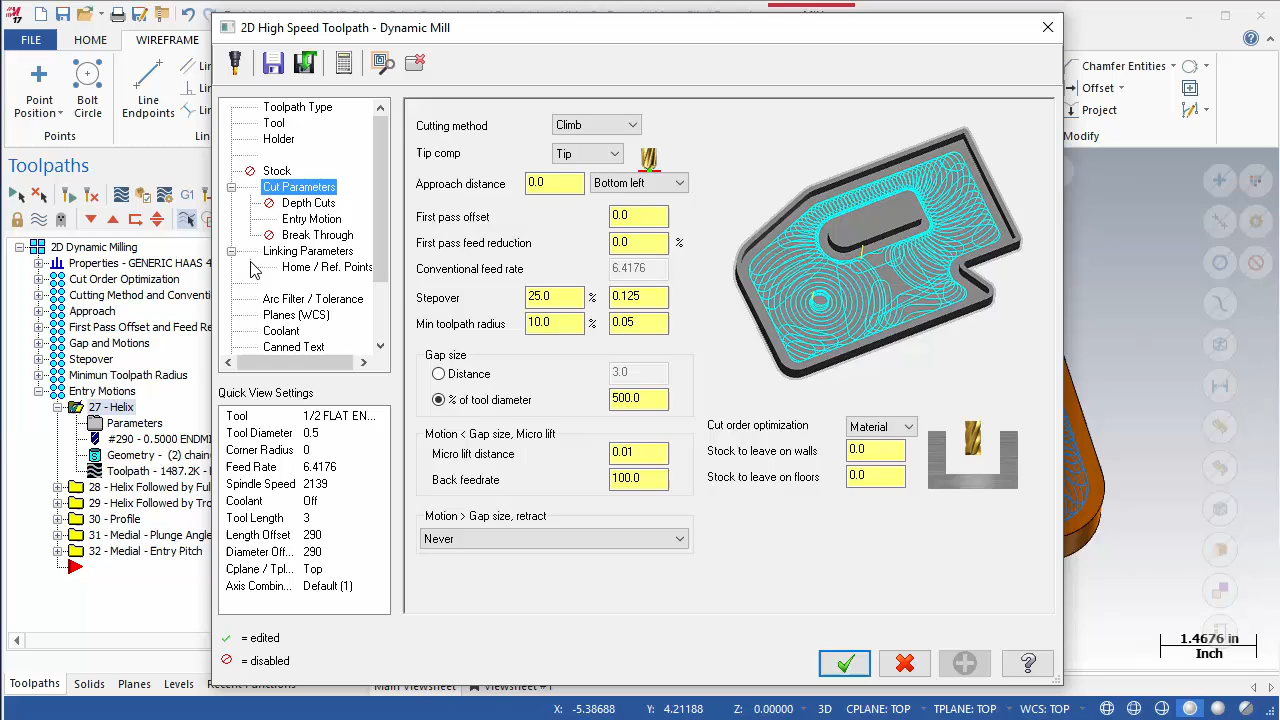 17
2D High Speed Toolpath - Dynamic Mill
FILE
HOME
WIREFRAME
Point
Position
Bolt
Circle
Line
Endpoints
Points
Chamfer Entities
Offset
Project
Modify
Toolpaths
G1
2D Dynamic Milling
Properties - GENERIC HAAS 4
Cut Order Optimization
Cutting Method and Convention
Approach
First Pass Offset and Feed Re
Gap and Motions
Stepover
Minimun Toolpath Radius
Entry Motions
27 - Helix
Parameters
#290 - 0.5000 ENDMI
Geometry - (2) chain
Toolpath - 1487.2K -
28 - Helix Followed by Full
29 - Helix Followed by Tro
30 - Profile
31 - Medial - Plunge Angle
32 - Medial - Entry Pitch
Toolpath Type
Tool
Holder
Stock
Cut Parameters
Depth Cuts
Entry Motion
Break Through
Linking Parameters
Home / Ref. Points
Arc Filter / Tolerance
Planes (WCS)
Coolant
Canned Text
Quick View Settings
Tool 1/2 FLAT EN...
Tool Diameter 0.5
Corner Radius 0
Feed Rate 6.4176
Spindle Speed 2139
Coolant Off
Tool Length 3
Length Offset 290
Diameter Off... 290
Cplane / Tpl... Top
Axis Combin... Default (1)
= edited
= disabled
Cutting method Climb
Tip comp Tip
Approach distance 0.0 Bottom left
First pass offset 0.0
First pass feed reduction 0.0 %
Conventional feed rate 6.4176
Stepover 25.0 % 0.125
Min toolpath radius 10.0 % 0.05
Gap size
Distance 3.0
% of tool diameter 500.0
Motion < Gap size, Micro lift
Micro lift distance 0.01
Back feedrate 100.0
Motion > Gap size, retract
Never
Cut order optimization Material
Stock to leave on walls 0.0
Stock to leave on floors 0.0
1.4676 in
Inch
Toolpaths Solids Planes Levels Recent Functions
Main Viewsheet Viewsheet #1
X: -5.38688 Y: 4.21188 Z: 0.00000 3D CPLANE: TOP TPLANE: TOP WCS: TOP